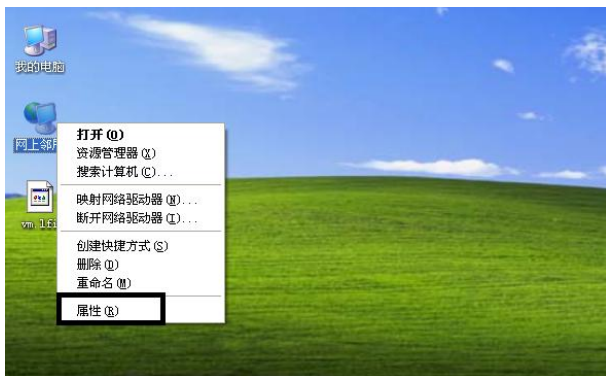 我的电脑
网上邻
打开(O)
资源管理器(X)
搜索计算机(C)...
映射网络驱动器(N)...
断开网络驱动器(I)...
创建快捷方式(S)
删除(D)
重命名(M)
属性(R)